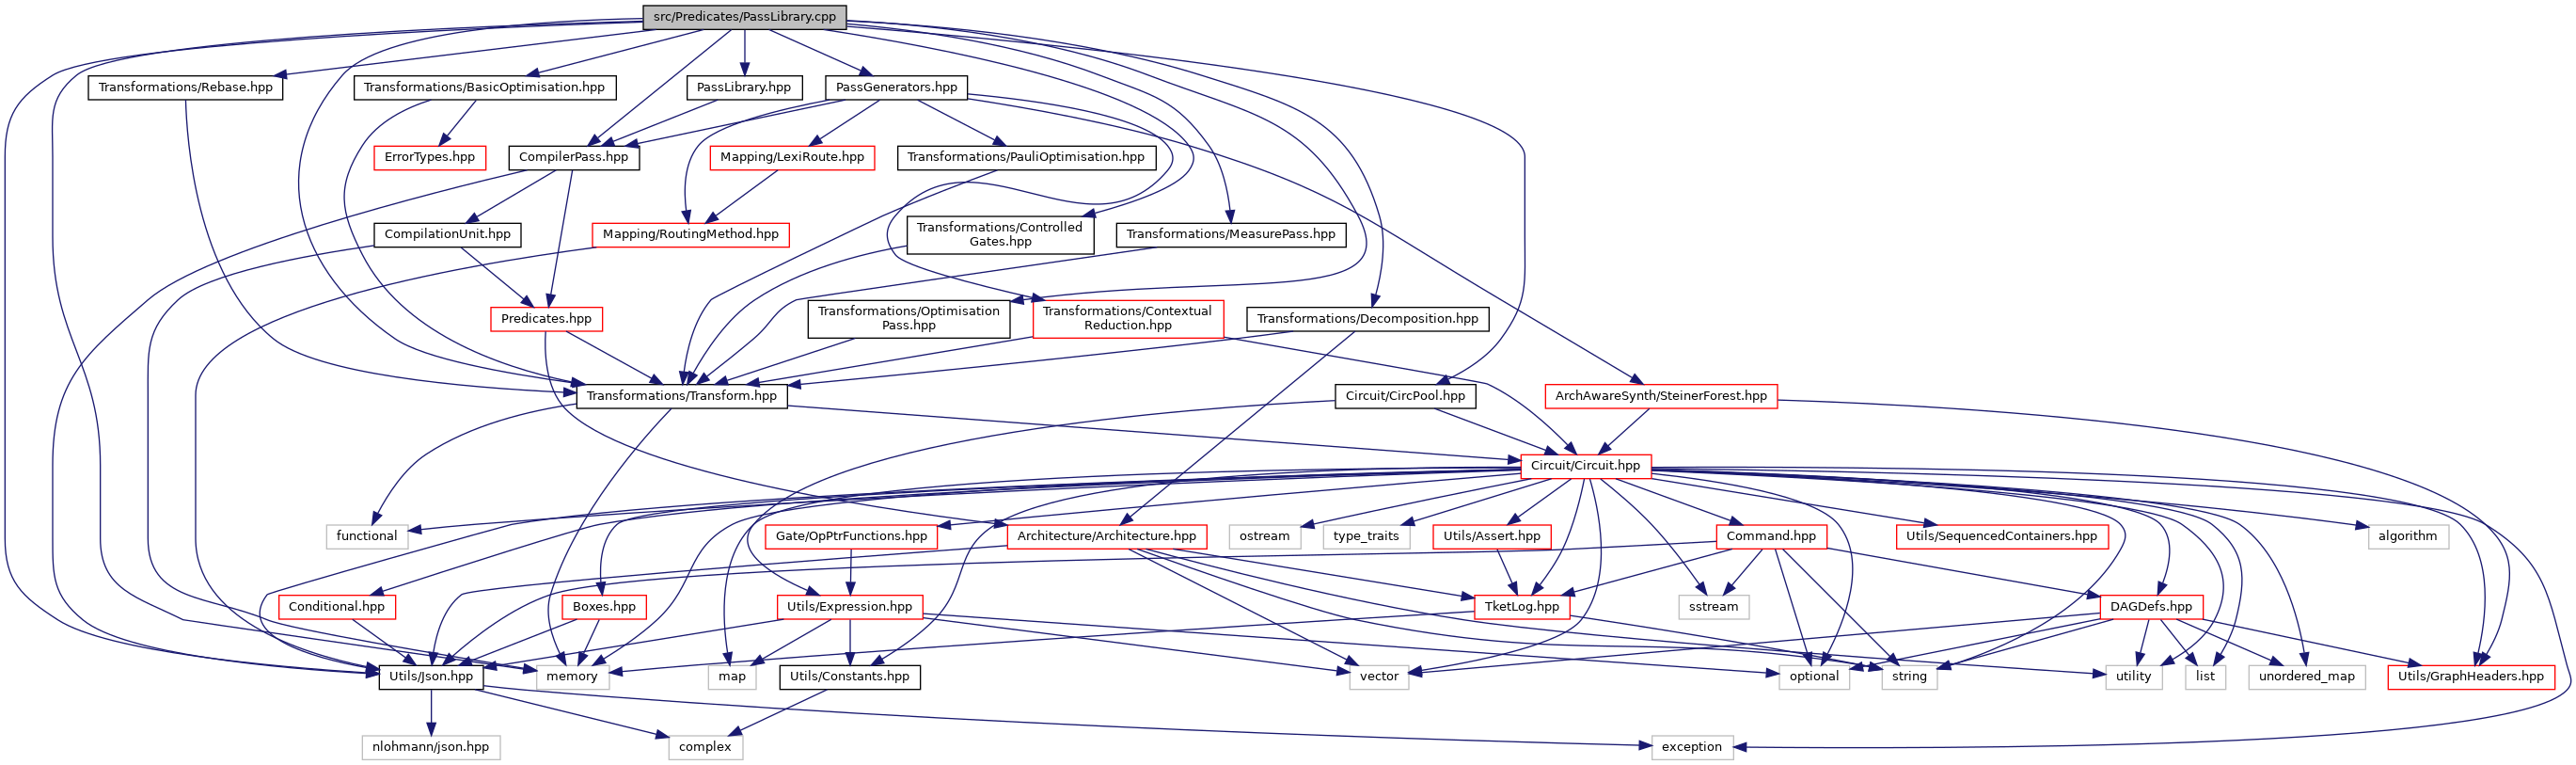 src/Predicates/PassLibrary.cpp
Transformations/Rebase.hpp
Transformations/BasicOptimisation.hpp
PassLibrary.hpp
PassGenerators.hpp
ErrorTypes.hpp
CompilerPass.hpp
Mapping/LexiRoute.hpp
Transformations/PauliOptimisation.hpp
CompilationUnit.hpp
Mapping/RoutingMethod.hpp
Transformations/Controlled
Gates.hpp
Transformations/MeasurePass.hpp
Predicates.hpp
Transformations/Optimisation
Pass.hpp
Transformations/Contextual
Reduction.hpp
Transformations/Decomposition.hpp
Transformations/Transform.hpp
Circuit/CircPool.hpp
ArchAwareSynth/SteinerForest.hpp
Circuit/Circuit.hpp
functional
Gate/OpPtrFunctions.hpp
Architecture/Architecture.hpp
ostream
type_traits
Utils/Assert.hpp
Command.hpp
Utils/SequencedContainers.hpp
algorithm
Conditional.hpp
Boxes.hpp
Utils/Expression.hpp
TketLog.hpp
sstream
DAGDefs.hpp
Utils/Json.hpp
memory
map
Utils/Constants.hpp
vector
optional
string
utility
list
unordered_map
Utils/GraphHeaders.hpp
nlohmann/json.hpp
complex
exception